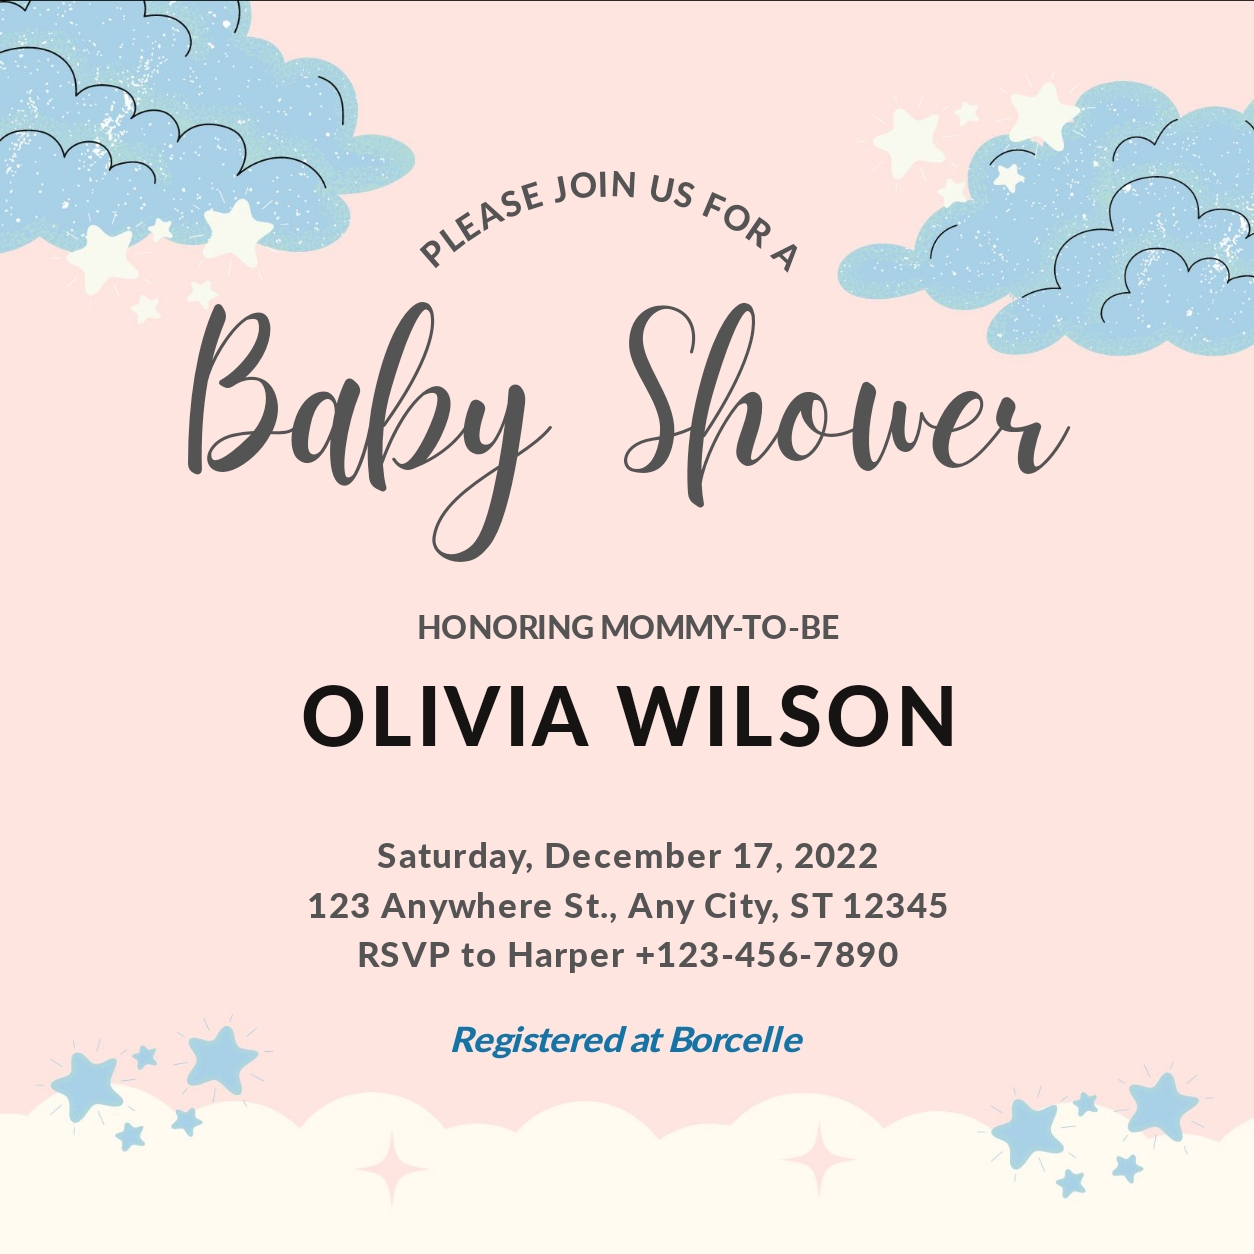 PLEASE JOIN US FOR A
Baby Shower
HONORING MOMMY-TO-BE
OLIVIA WILSON
Saturday, December 17, 2022
123 Anywhere St., Any City, ST 12345
RSVP to Harper +123-456-7890
Registered at Borcelle